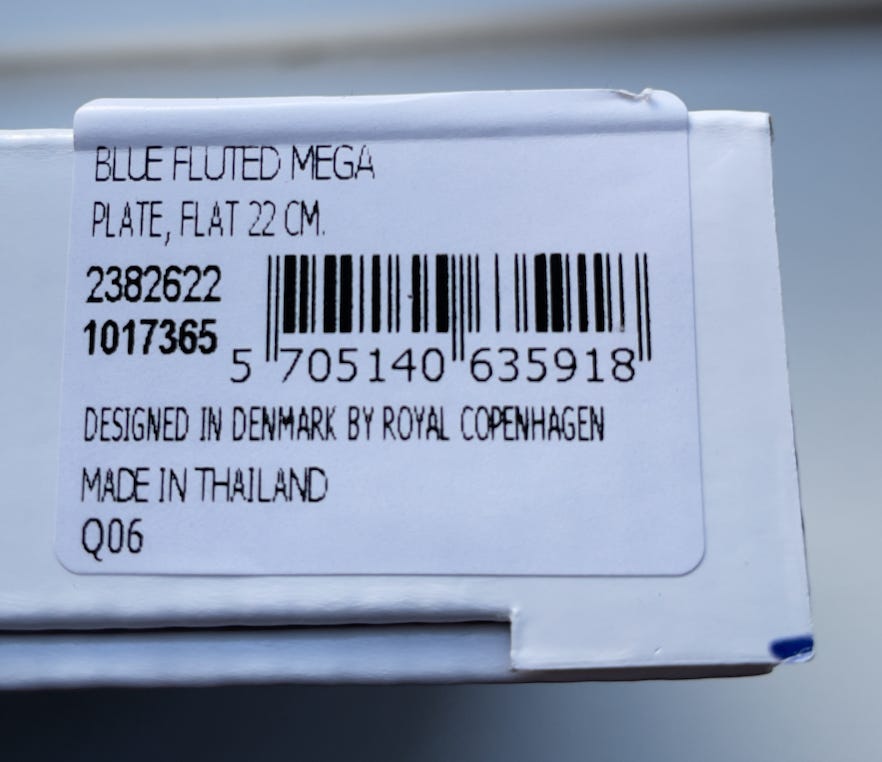 BLUE FLUTED MEGA
PLATE, FLAT 22 CM.
2382622
1017365
5 705140 635918
DESIGNED IN DENMARK BY ROYAL COPENHAGEN
MADE IN THAILAND
Q06